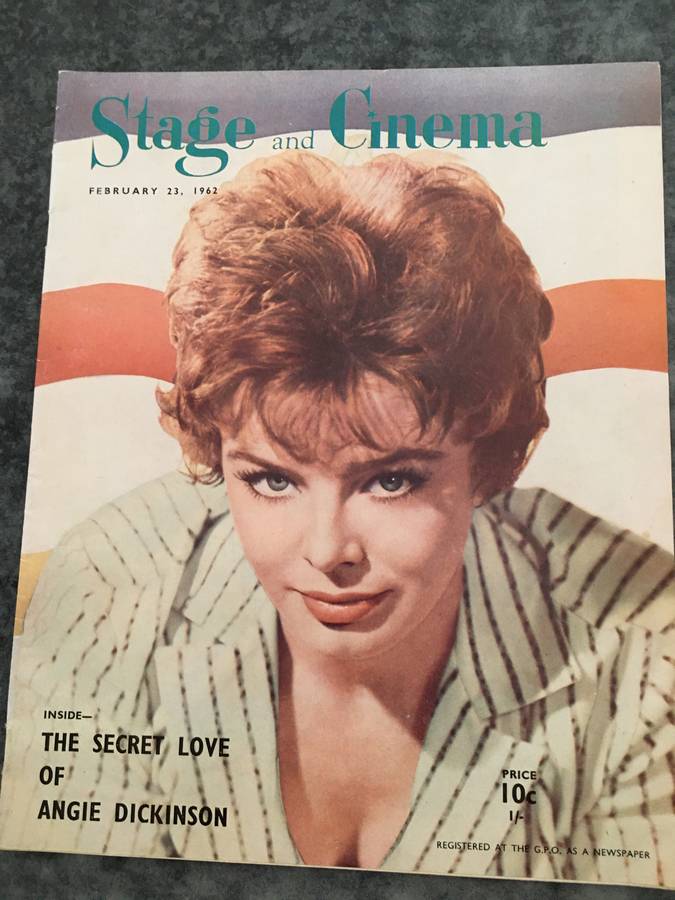 Stage and Cinema
FEBRUARY 23, 1962
INSIDE—
THE SECRET LOVE
OF
ANGIE DICKINSON
PRICE
10c
1/-
REGISTERED AT THE G.P.O. AS A NEWSPAPER